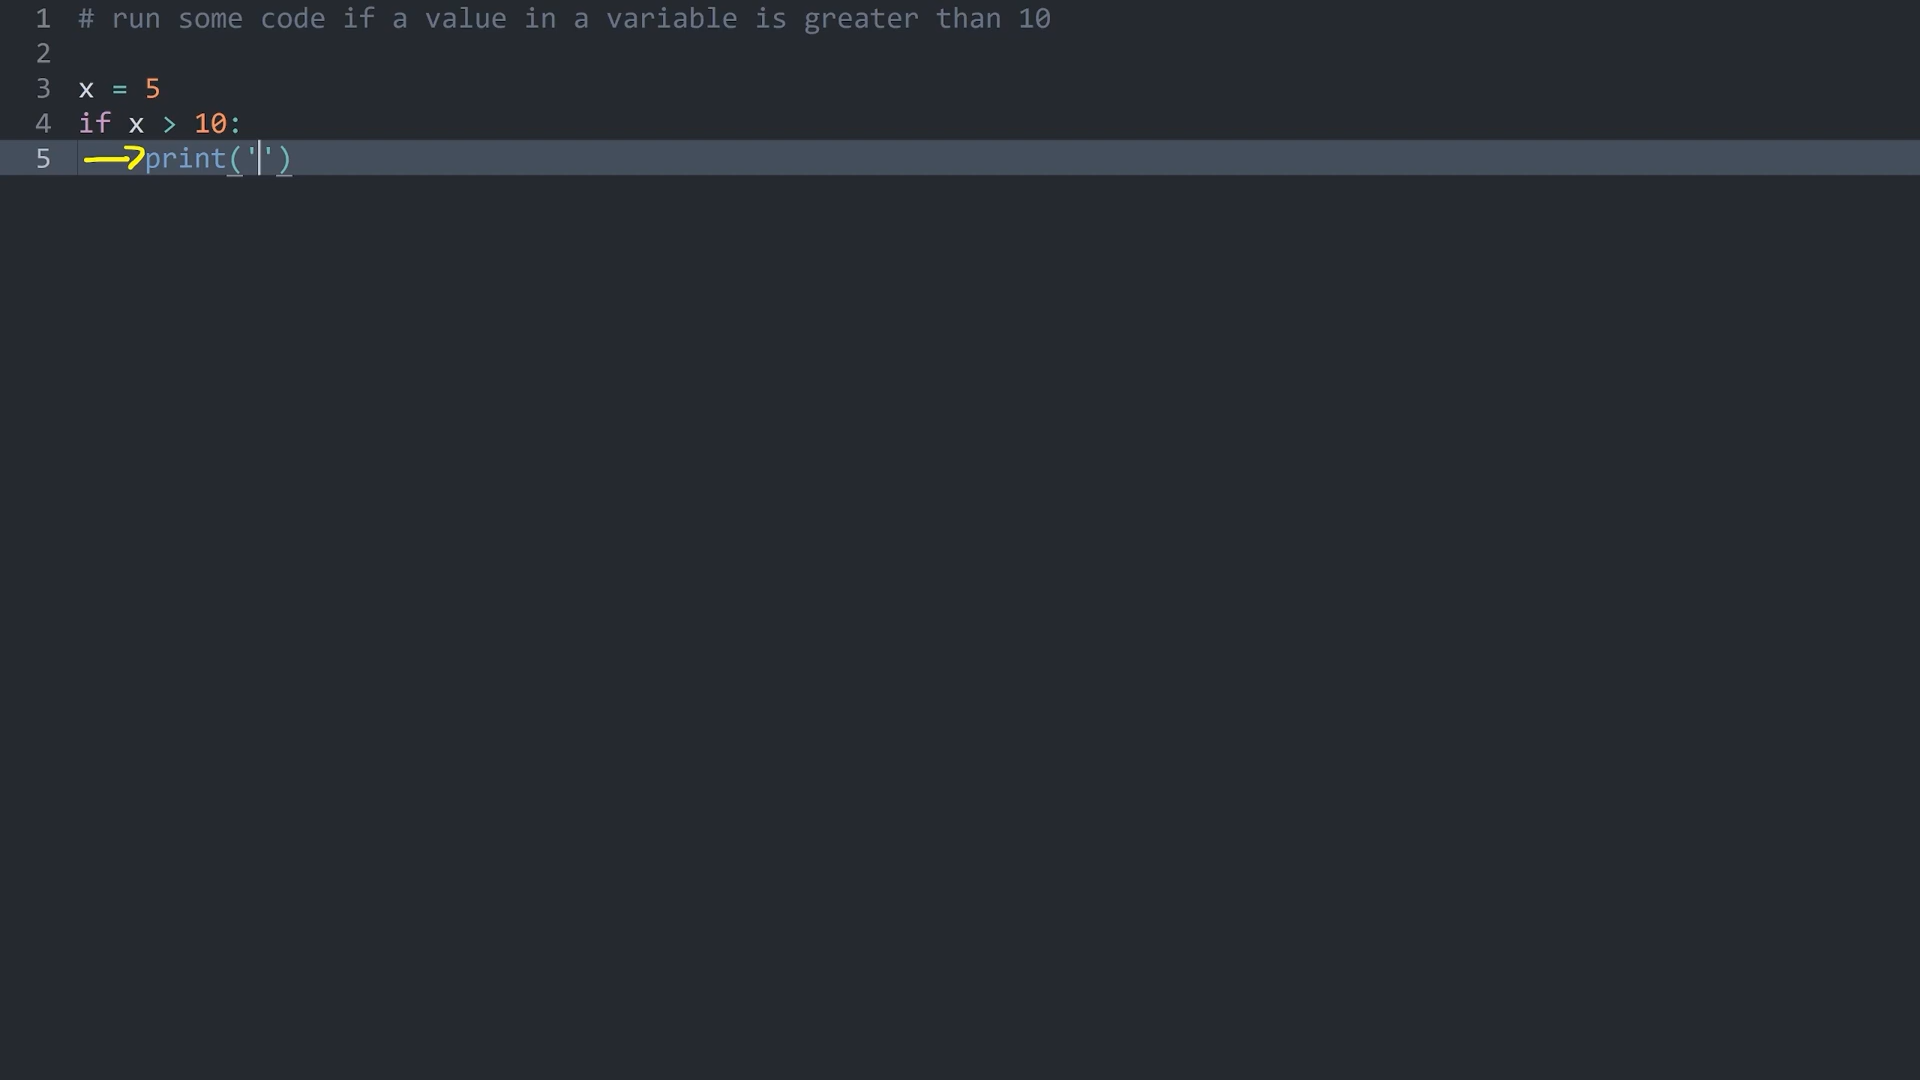 1 # run some code if a value in a variable is greater than 10
2
3 x = 5
4 if x > 10:
5     print('')